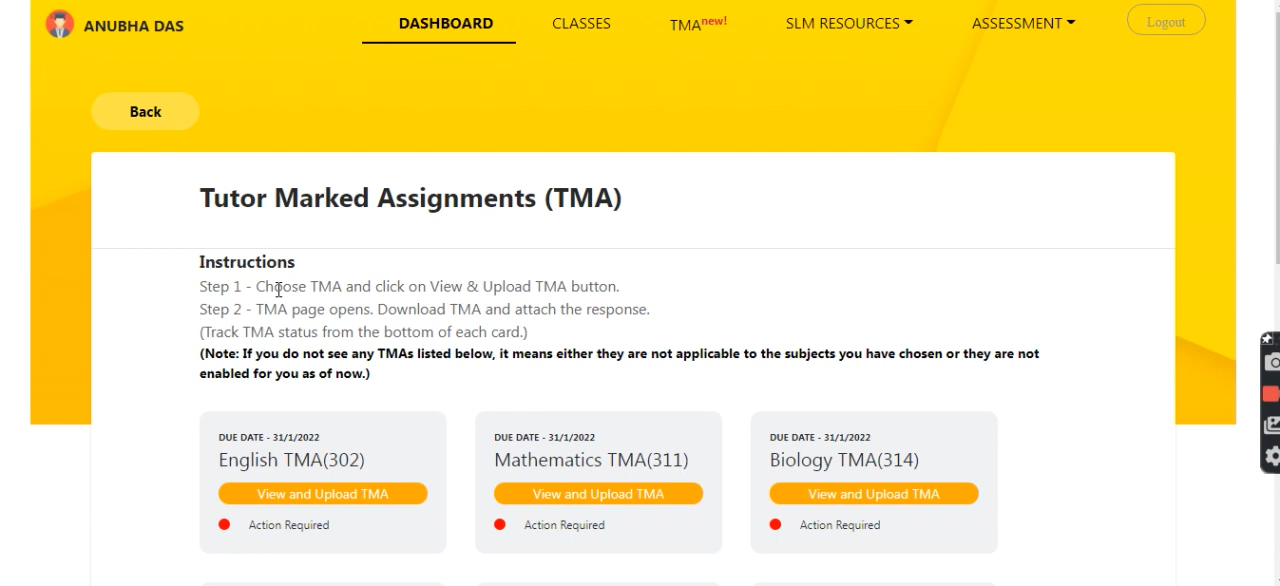 ANUBHA DAS
DASHBOARD
CLASSES
TMA new!
SLM RESOURCES
ASSESSMENT
Logout
Back
Tutor Marked Assignments (TMA)
Instructions
Step 1 - Choose TMA and click on View & Upload TMA button.
Step 2 - TMA page opens. Download TMA and attach the response.
(Track TMA status from the bottom of each card.)
(Note: If you do not see any TMAs listed below, it means either they are not applicable to the subjects you have chosen or they are not
enabled for you as of now.)
DUE DATE - 31/1/2022
English TMA(302)
View and Upload TMA
Action Required
DUE DATE - 31/1/2022
Mathematics TMA(311)
View and Upload TMA
Action Required
DUE DATE - 31/1/2022
Biology TMA(314)
View and Upload TMA
Action Required